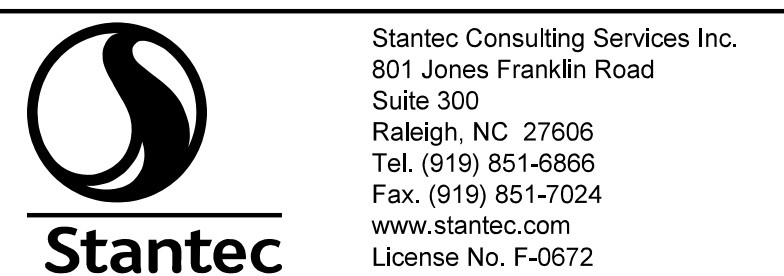 Stantec
Stantec Consulting Services Inc.
801 Jones Franklin Road
Suite 300
Raleigh, NC  27606
Tel. (919) 851-6866
Fax. (919) 851-7024
www.stantec.com
License No. F-0672